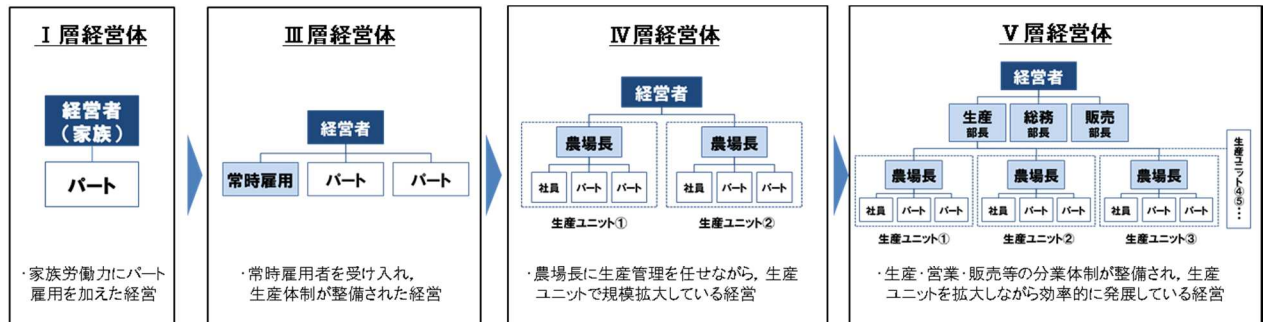 Ⅰ層経営体
経営者
（家族）
パート
・家族労働力にパート
雇用を加えた経営
Ⅲ層経営体
経営者
常時雇用
パート
パート
・常時雇用者を受け入れ，
生産体制が整備された経営
Ⅳ層経営体
経営者
農場長
農場長
社員
パート
パート
社員
パート
パート
生産ユニット①
生産ユニット②
・農場長に生産管理を任せながら，生産
ユニットで規模拡大している経営
Ⅴ層経営体
経営者
生産
部長
総務
部長
販売
部長
農場長
農場長
農場長
社員
パート
パート
社員
パート
パート
社員
パート
パート
生産ユニット①
生産ユニット②
生産ユニット③
生産ユニット④⑤…
・生産・営業・販売等の分業体制が整備され，生産
ユニットを拡大しながら効率的に発展している経営